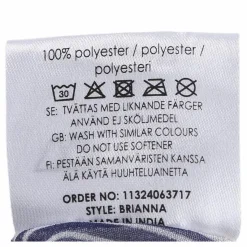 100% polyester / polyester /
polyesteri
30
SE: TVÄTTAS MED LIKNANDE FÄRGER
ANVÄND EJ SKÖLJMEDEL
GB: WASH WITH SIMILAR COLOURS
DO NOT USE SOFTENER
FI: PESTÄÄN SAMANVÄRISTEN KANSSA
ÄLÄ KÄYTÄ HUUHTELUAINETTA
ORDER NO: 11324063717
STYLE: BRIANNA
MADE IN INDIA